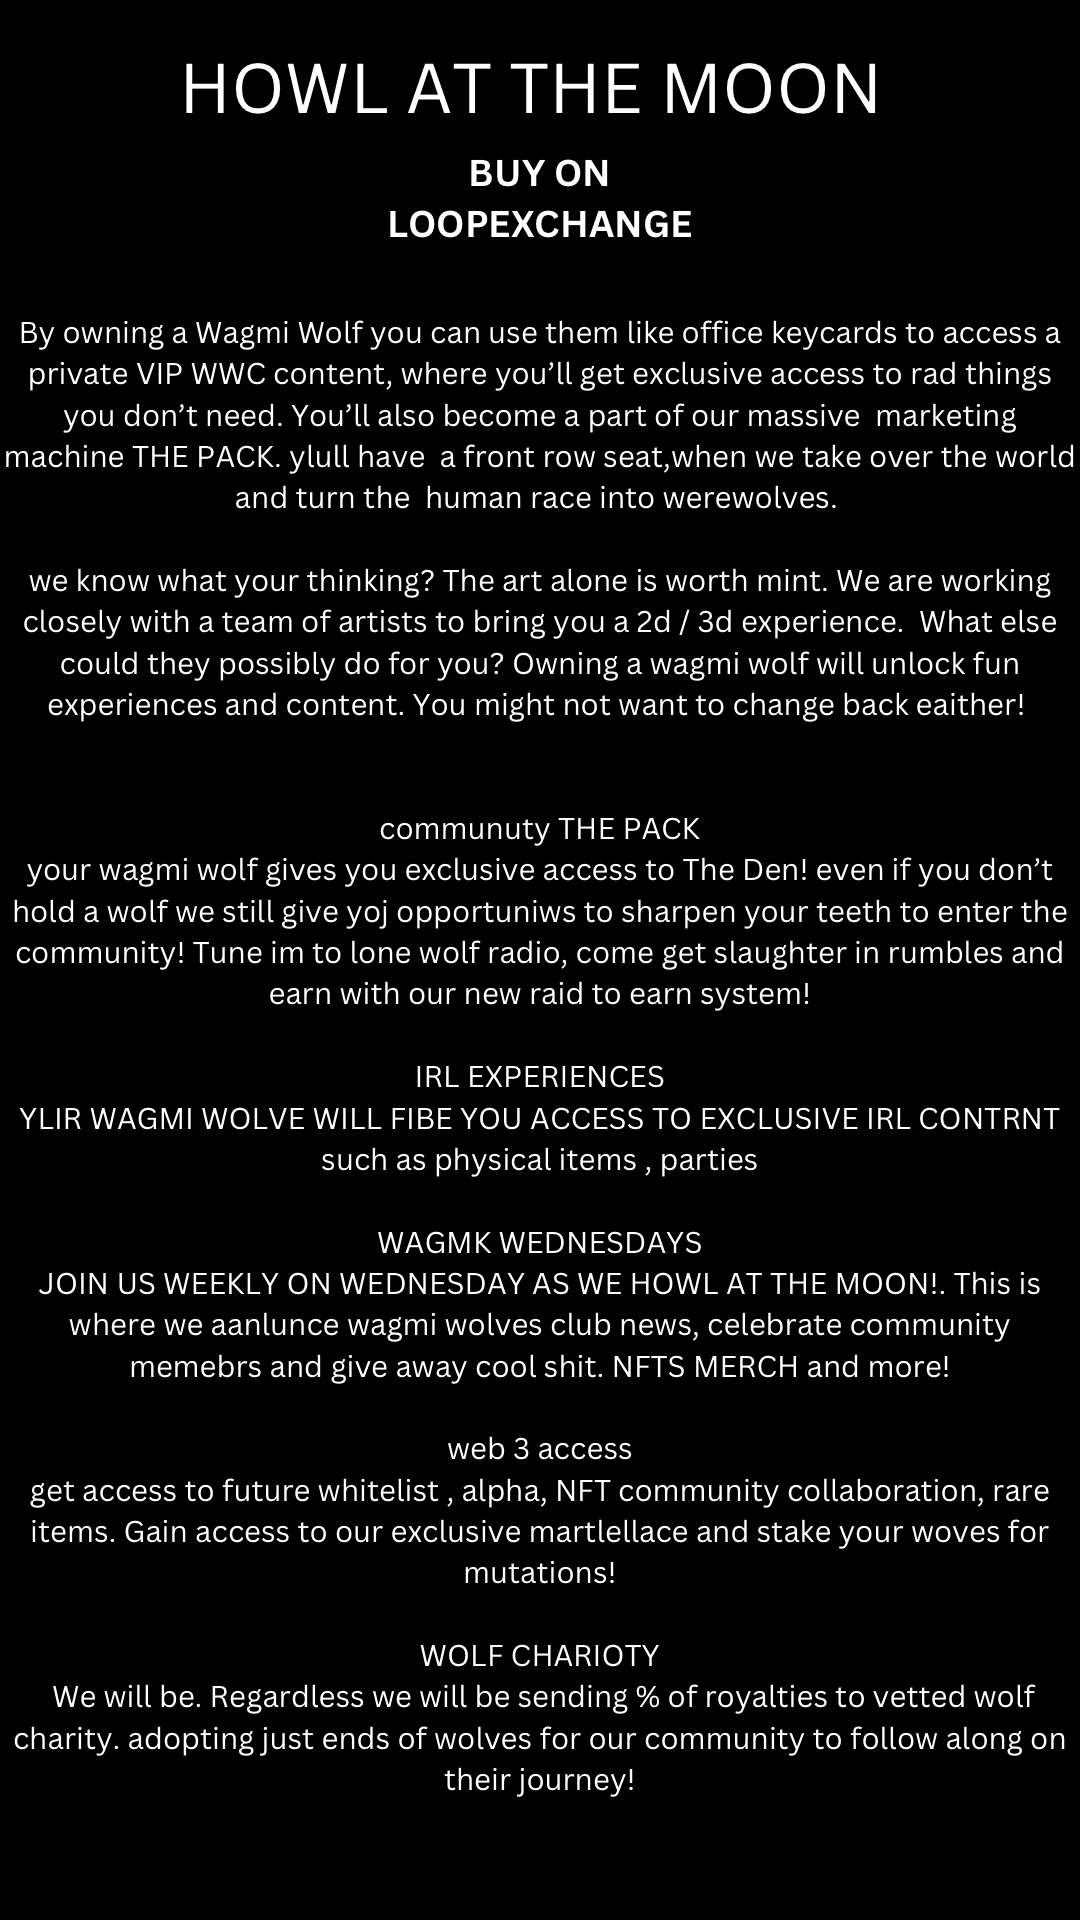 HOWL AT THE MOON
BUY ON
LOOPEXCHANGE
By owning a Wagmi Wolf you can use them like office keycards to access a
private VIP WWC content, where you’ll get exclusive access to rad things
you don’t need. You’ll also become a part of our massive  marketing
machine THE PACK. ylull have  a front row seat,when we take over the world
and turn the  human race into werewolves.
we know what your thinking? The art alone is worth mint. We are working
closely with a team of artists to bring you a 2d / 3d experience.  What else
could they possibly do for you? Owning a wagmi wolf will unlock fun
experiences and content. You might not want to change back eaither!
communuty THE PACK
your wagmi wolf gives you exclusive access to The Den! even if you don’t
hold a wolf we still give yoj opportuniws to sharpen your teeth to enter the
community! Tune im to lone wolf radio, come get slaughter in rumbles and
earn with our new raid to earn system!
IRL EXPERIENCES
YLIR WAGMI WOLVE WILL FIBE YOU ACCESS TO EXCLUSIVE IRL CONTRNT
such as physical items , parties
WAGMK WEDNESDAYS
JOIN US WEEKLY ON WEDNESDAY AS WE HOWL AT THE MOON!. This is
where we aanlunce wagmi wolves club news, celebrate community
memebrs and give away cool shit. NFTS MERCH and more!
web 3 access
get access to future whitelist , alpha, NFT community collaboration, rare
items. Gain access to our exclusive martlellace and stake your woves for
mutations!
WOLF CHARIOTY
We will be. Regardless we will be sending % of royalties to vetted wolf
charity. adopting just ends of wolves for our community to follow along on
their journey!